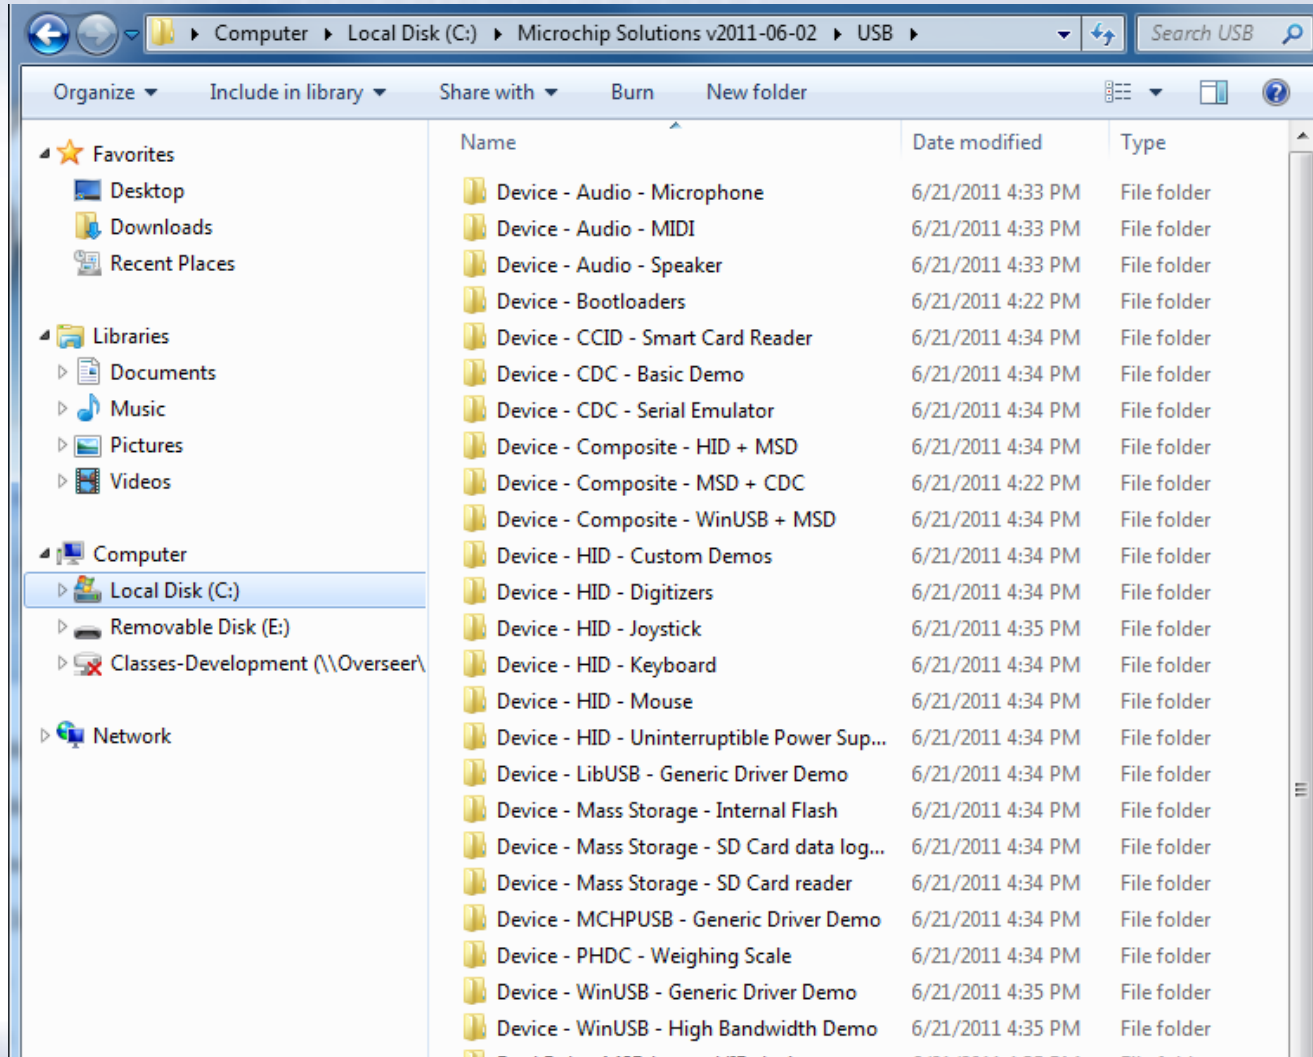 Computer Local Disk (C:) Microchip Solutions v2011-06-02 USB Search USB
Organize Include in library Share with Burn New folder
Favorites
Desktop
Downloads
Recent Places
Libraries
Documents
Music
Pictures
Videos
Computer
Local Disk (C:)
Removable Disk (E:)
Classes-Development (\\Overseer\
Network
Name Date modified Type
Device - Audio - Microphone 6/21/2011 4:33 PM File folder
Device - Audio - MIDI 6/21/2011 4:33 PM File folder
Device - Audio - Speaker 6/21/2011 4:33 PM File folder
Device - Bootloaders 6/21/2011 4:22 PM File folder
Device - CCID - Smart Card Reader 6/21/2011 4:34 PM File folder
Device - CDC - Basic Demo 6/21/2011 4:34 PM File folder
Device - CDC - Serial Emulator 6/21/2011 4:34 PM File folder
Device - Composite - HID + MSD 6/21/2011 4:34 PM File folder
Device - Composite - MSD + CDC 6/21/2011 4:22 PM File folder
Device - Composite - WinUSB + MSD 6/21/2011 4:34 PM File folder
Device - HID - Custom Demos 6/21/2011 4:34 PM File folder
Device - HID - Digitizers 6/21/2011 4:34 PM File folder
Device - HID - Joystick 6/21/2011 4:35 PM File folder
Device - HID - Keyboard 6/21/2011 4:34 PM File folder
Device - HID - Mouse 6/21/2011 4:34 PM File folder
Device - HID - Uninterruptible Power Sup... 6/21/2011 4:34 PM File folder
Device - LibUSB - Generic Driver Demo 6/21/2011 4:34 PM File folder
Device - Mass Storage - Internal Flash 6/21/2011 4:34 PM File folder
Device - Mass Storage - SD Card data log... 6/21/2011 4:34 PM File folder
Device - Mass Storage - SD Card reader 6/21/2011 4:34 PM File folder
Device - MCHPUSB - Generic Driver Demo 6/21/2011 4:34 PM File folder
Device - PHDC - Weighing Scale 6/21/2011 4:34 PM File folder
Device - WinUSB - Generic Driver Demo 6/21/2011 4:35 PM File folder
Device - WinUSB - High Bandwidth Demo 6/21/2011 4:35 PM File folder